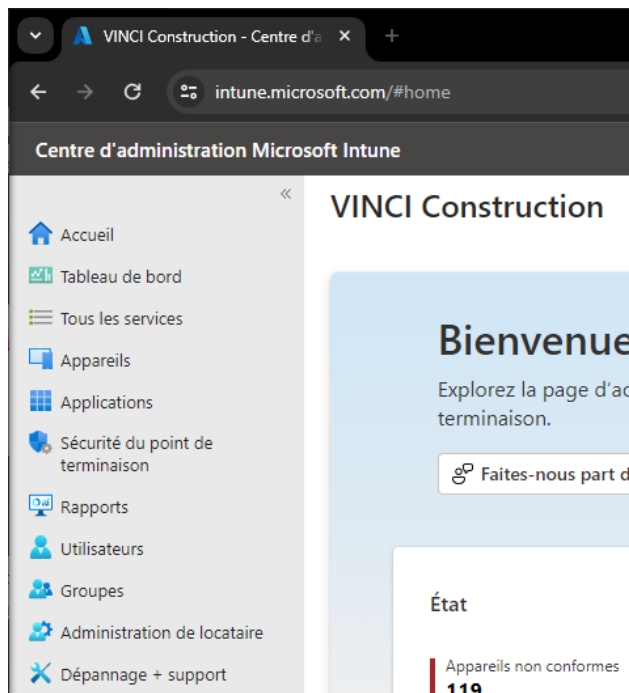 VINCI Construction - Centre d'a
intune.microsoft.com/#home
Centre d'administration Microsoft Intune
VINCI Construction
Accueil
Tableau de bord
Tous les services
Appareils
Applications
Sécurité du point de
terminaison
Rapports
Utilisateurs
Groupes
Administration de locataire
Dépannage + support
Bienvenue
Explorez la page d'ac
terminaison.
Faites-nous part d
État
Appareils non conformes
119